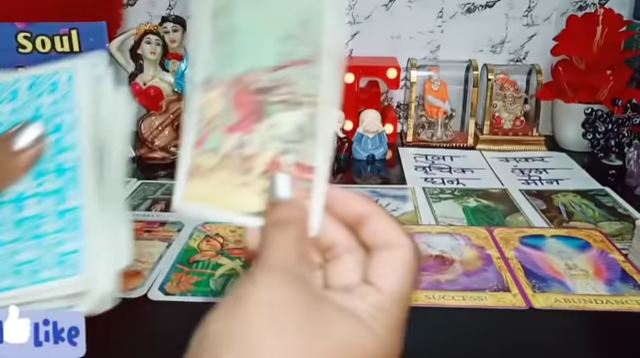 Soul
तुला
वृश्चिक
धनु
मकर
कुंभ
मीन
SUCCESS!
ABUNDANCE
like